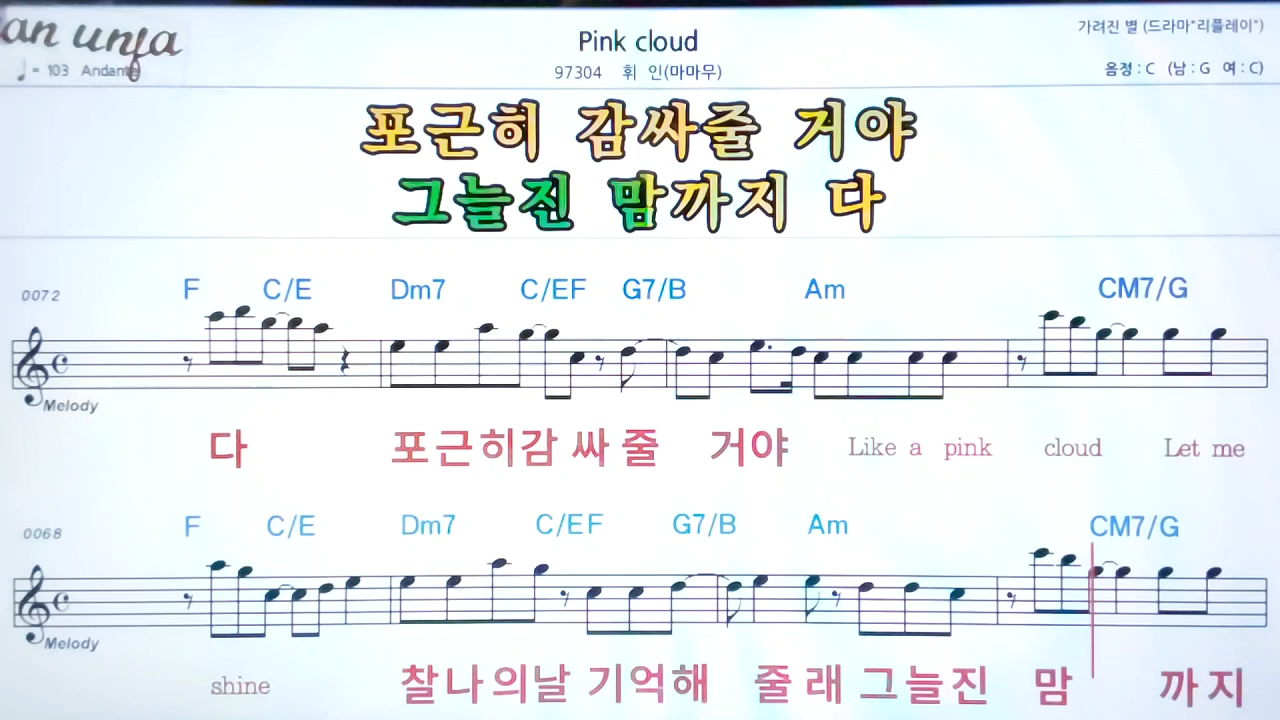 an unja
Pink cloud
가려진 별 (드라마"리플레이")
♩= 103 Andante
97304 휘 인(마마무)
음정 : C (남 : G 여 : C)
포근히 감싸줄 거야
그늘진 맘까지 다
0072 F C/E Dm7 C/EF G7/B Am CM7/G
Melody
다 포근히감 싸 줄 거야 Like a pink cloud Let me
0068 F C/E Dm7 C/EF G7/B Am CM7/G
Melody
shine 찰나의날 기억해 줄래 그늘진 맘 까지